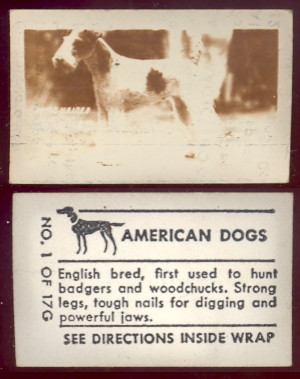 NO. 1 OF 17G
AMERICAN DOGS
English bred, first used to hunt
badgers and woodchucks. Strong
legs, tough nails for digging and
powerful jaws.
SEE DIRECTIONS INSIDE WRAP